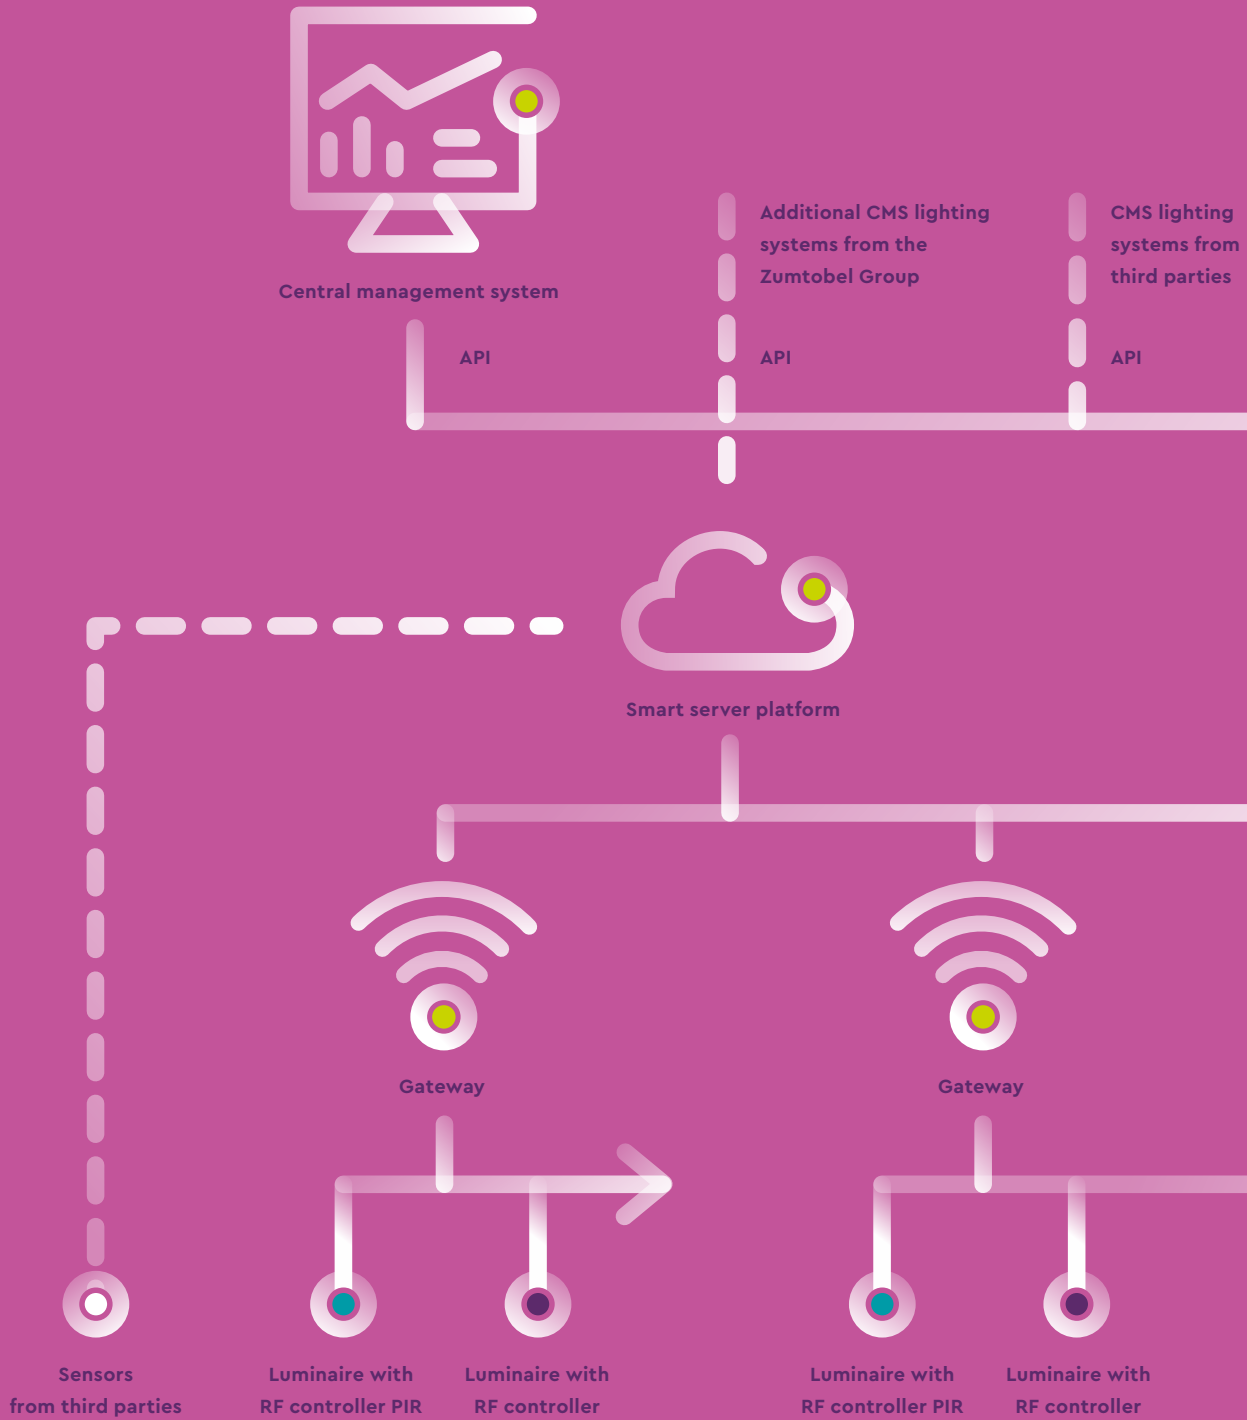 Additional CMS lighting
systems from the
Zumtobel Group
CMS lighting
systems from
third parties
Central management system
API
API
API
Smart server platform
Gateway
Gateway
Sensors
from third parties
Luminaire with
RF controller PIR
Luminaire with
RF controller
Luminaire with
RF controller PIR
Luminaire with
RF controller